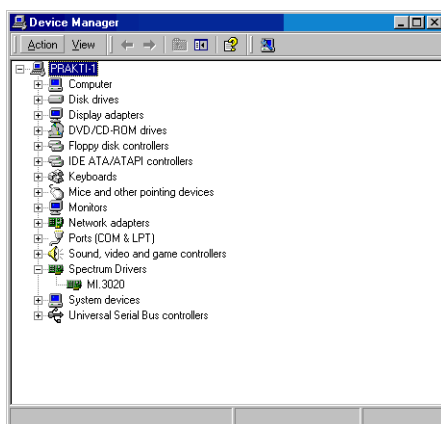 Device Manager
Action View
PRAKTI-1
Computer
Disk drives
Display adapters
DVD/CD-ROM drives
Floppy disk controllers
IDE ATA/ATAPI controllers
Keyboards
Mice and other pointing devices
Monitors
Network adapters
Ports (COM & LPT)
Sound, video and game controllers
Spectrum Drivers
MI.3020
System devices
Universal Serial Bus controllers